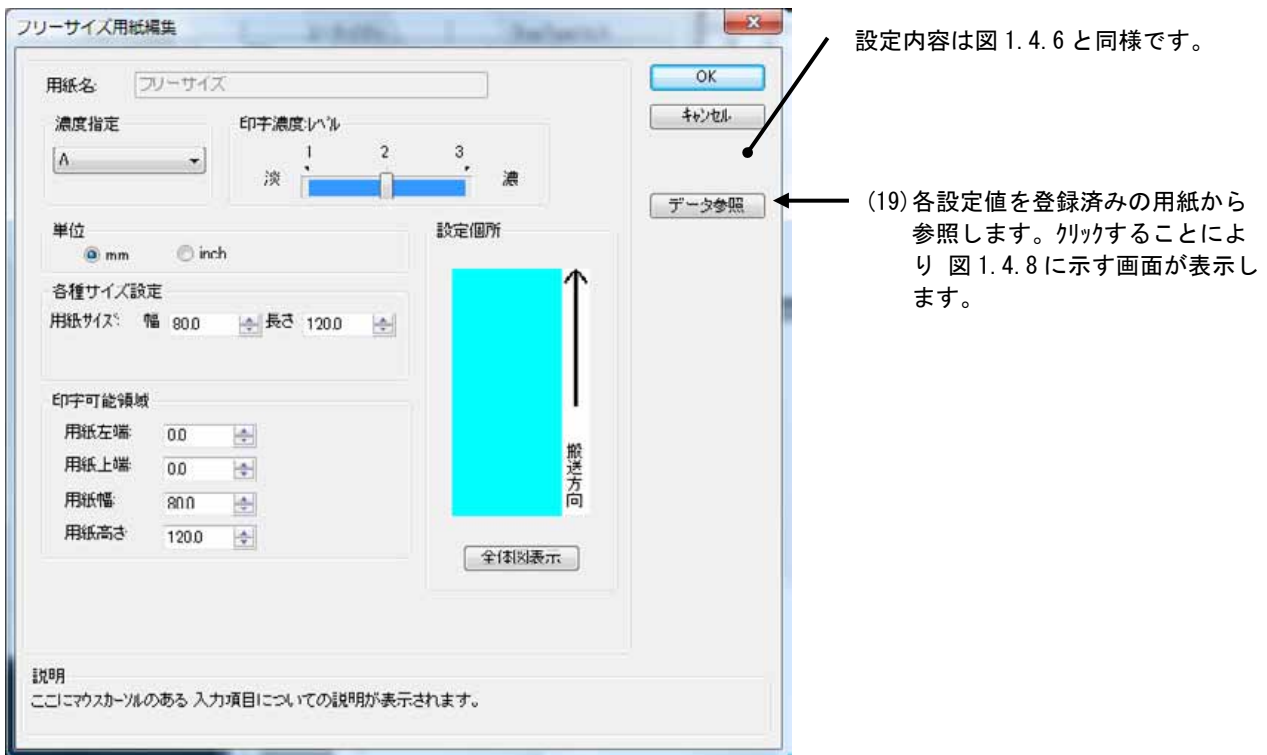 フリーサイズ用紙編集
用紙名:
フリーサイズ
OK
キャンセル
データ参照
濃度指定
A
印字濃度:レベル
1 2 3
淡
濃
単位
mm
inch
各種サイズ設定
用紙サイズ: 幅 80.0 長さ 120.0
印字可能領域
用紙左端: 0.0
用紙上端: 0.0
用紙幅: 80.0
用紙高さ: 120.0
設定個所
搬送方向
全体図表示
説明
ここにマウスカーソルのある 入力項目についての説明が表示されます。
設定内容は図 1.4.6 と同様です。
(19) 各設定値を登録済みの用紙から
参照します。クリックすることによ
り 図 1.4.8 に示す画面が表示し
ます。